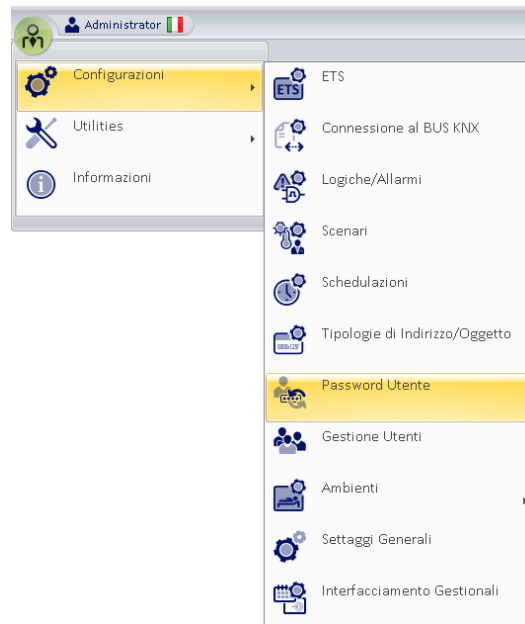 Administrator
Configurazioni
Utilities
Informazioni
ETS
ETS
Connessione al BUS KNX
Logiche/Allarmi
Scenari
Schedulazioni
Tipologie di Indirizzo/Oggetto
Password Utente
Gestione Utenti
Ambienti
Settaggi Generali
Interfacciamento Gestionali